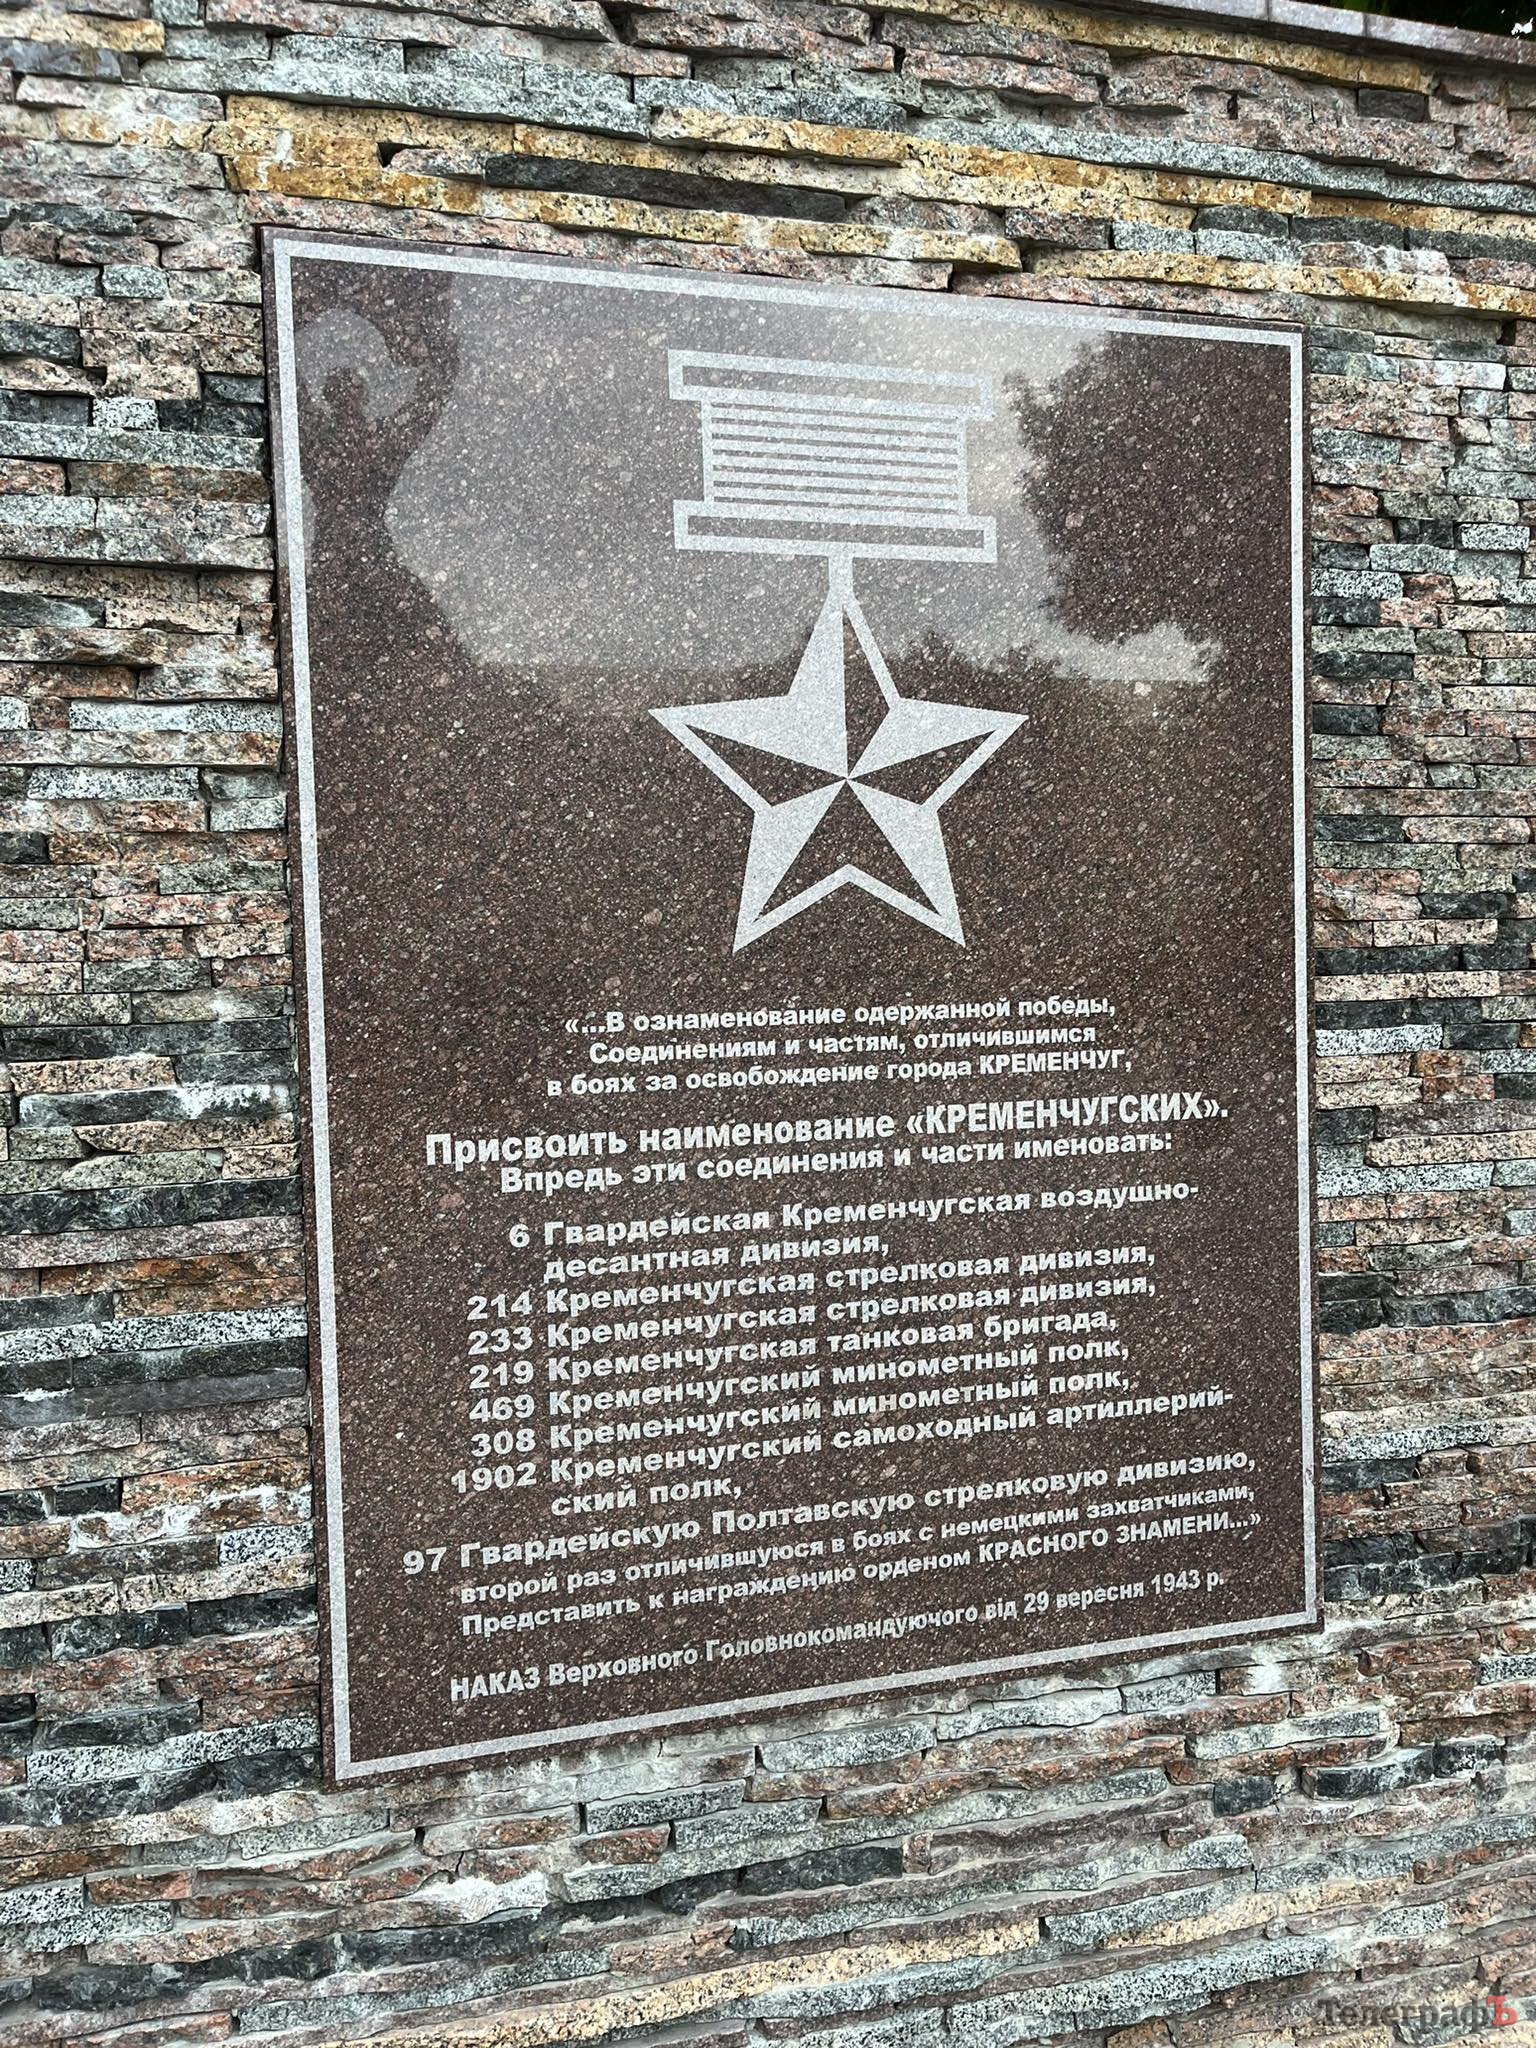 «...В ознаменование одержанной победы,
Соединениям и частям, отличившимся
в боях за освобождение города КРЕМЕНЧУГ,
Присвоить наименование «КРЕМЕНЧУГСКИХ».
Впредь эти соединения и части именовать:
6 Гвардейская Кременчугская воздушно-
десантная дивизия,
214 Кременчугская стрелковая дивизия,
233 Кременчугская стрелковая дивизия,
219 Кременчугская танковая бригада,
469 Кременчугский минометный полк,
308 Кременчугский минометный полк,
1902 Кременчугский самоходный артиллерий-
ский полк,
97 Гвардейскую Полтавскую стрелковую дивизию,
второй раз отличившуюся в боях с немецкими захватчиками,
Представить к награждению орденом КРАСНОГО ЗНАМЕНИ...»
НАКАЗ Верховного Головнокомандуючого від 29 вересня 1943 р.
ТелеграфЪ